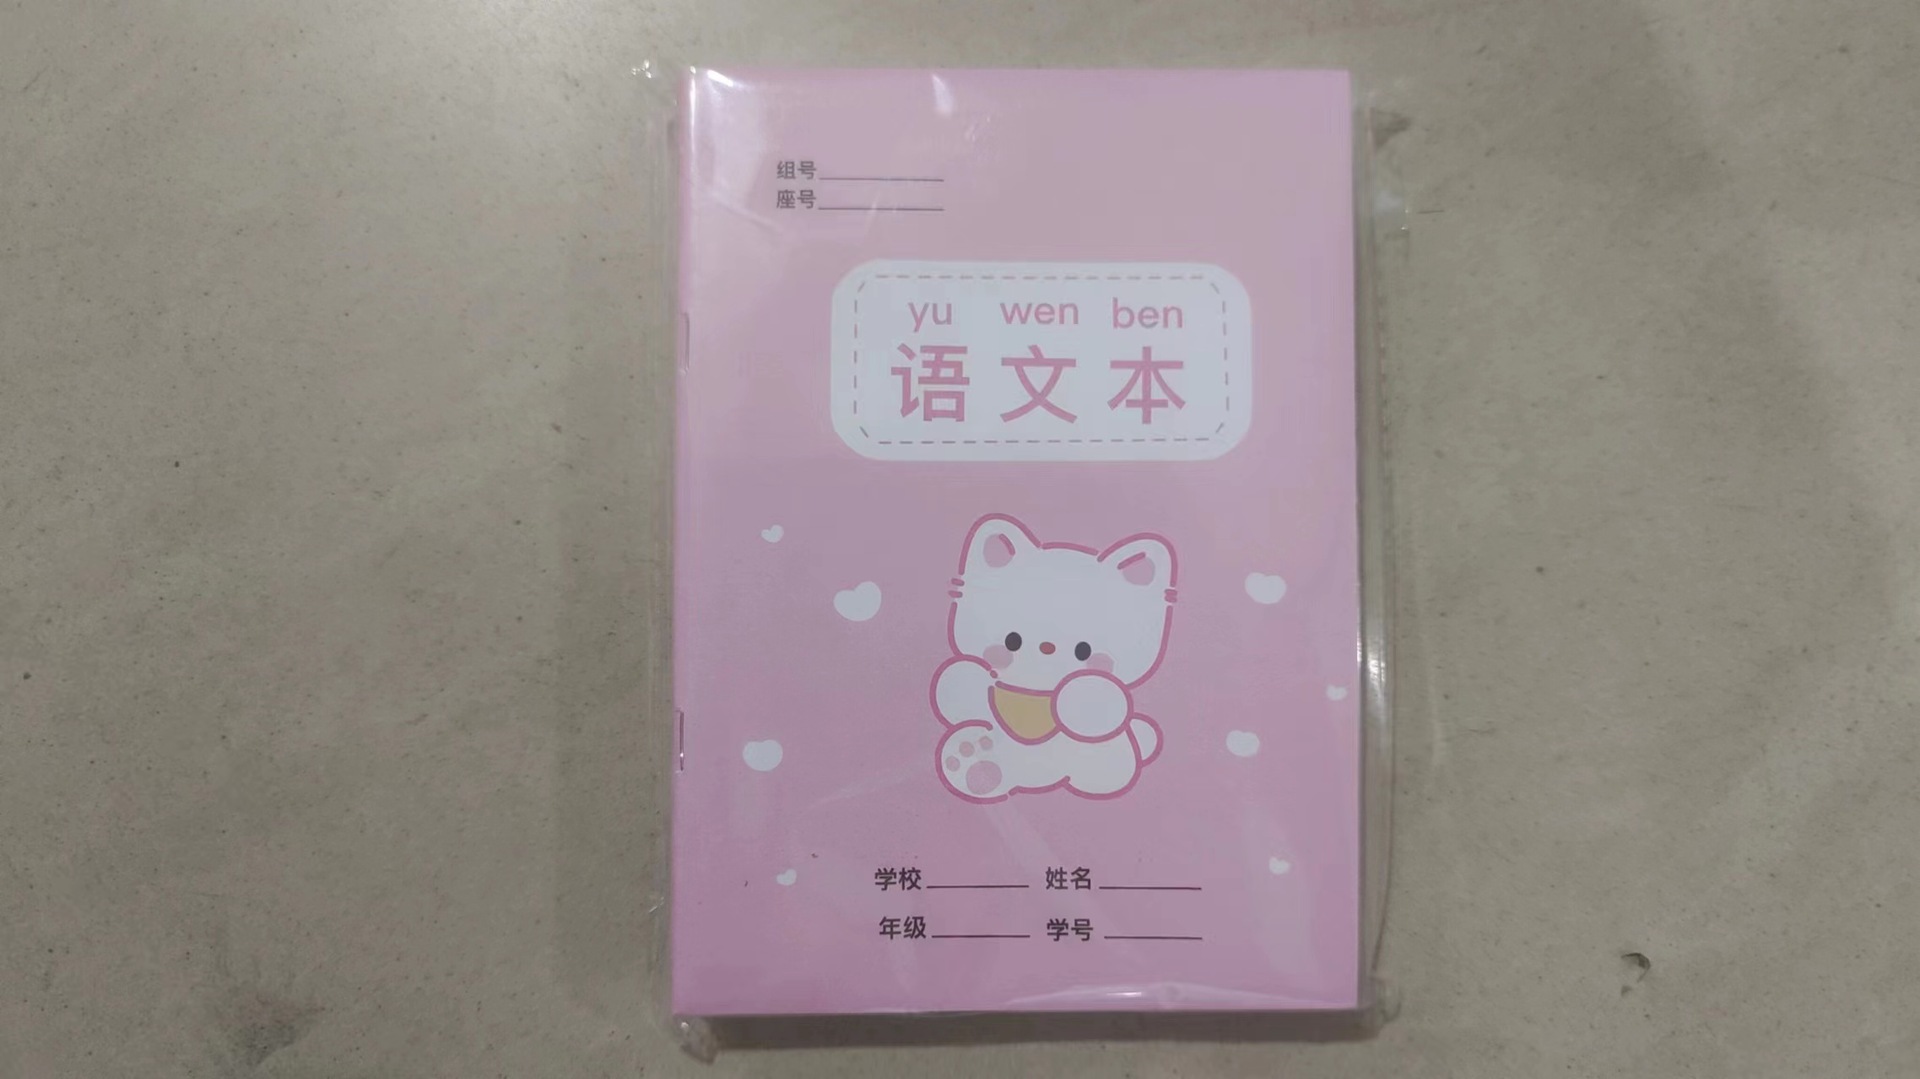 组号
座号
yu wen ben
语文本
学校 姓名
年级 学号